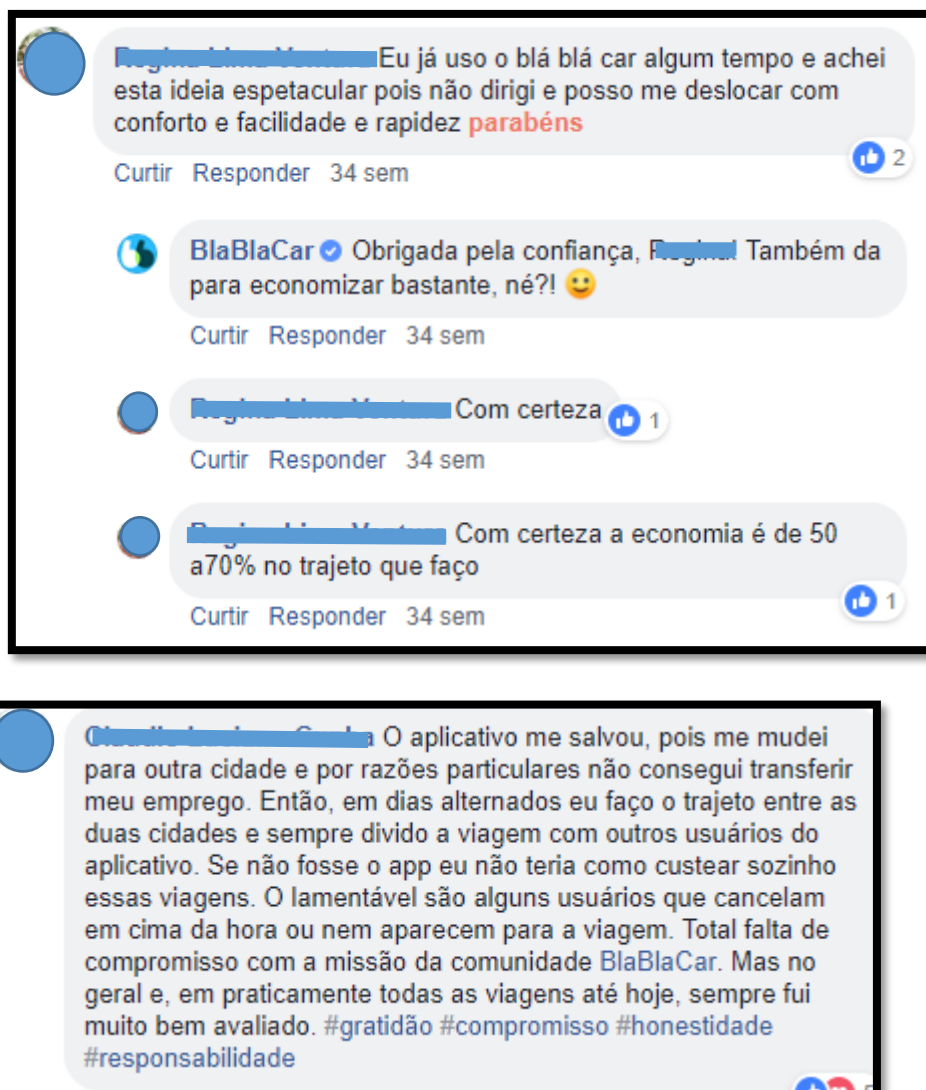 Eu já uso o blá blá car algum tempo e achei
esta ideia espetacular pois não dirigi e posso me deslocar com
conforto e facilidade e rapidez parabéns
2
Curtir Responder 34 sem
BlaBlaCar Obrigada pela confiança, Também da
para economizar bastante, né?!
Curtir Responder 34 sem
Com certeza
1
Curtir Responder 34 sem
Com certeza a economia é de 50
a70% no trajeto que faço
1
Curtir Responder 34 sem
O aplicativo me salvou, pois me mudei
para outra cidade e por razões particulares não consegui transferir
meu emprego. Então, em dias alternados eu faço o trajeto entre as
duas cidades e sempre divido a viagem com outros usuários do
aplicativo. Se não fosse o app eu não teria como custear sozinho
essas viagens. O lamentável são alguns usuários que cancelam
em cima da hora ou nem aparecem para a viagem. Total falta de
compromisso com a missão da comunidade BlaBlaCar. Mas no
geral e, em praticamente todas as viagens até hoje, sempre fui
muito bem avaliado. #gratidão #compromisso #honestidade
#responsabilidade